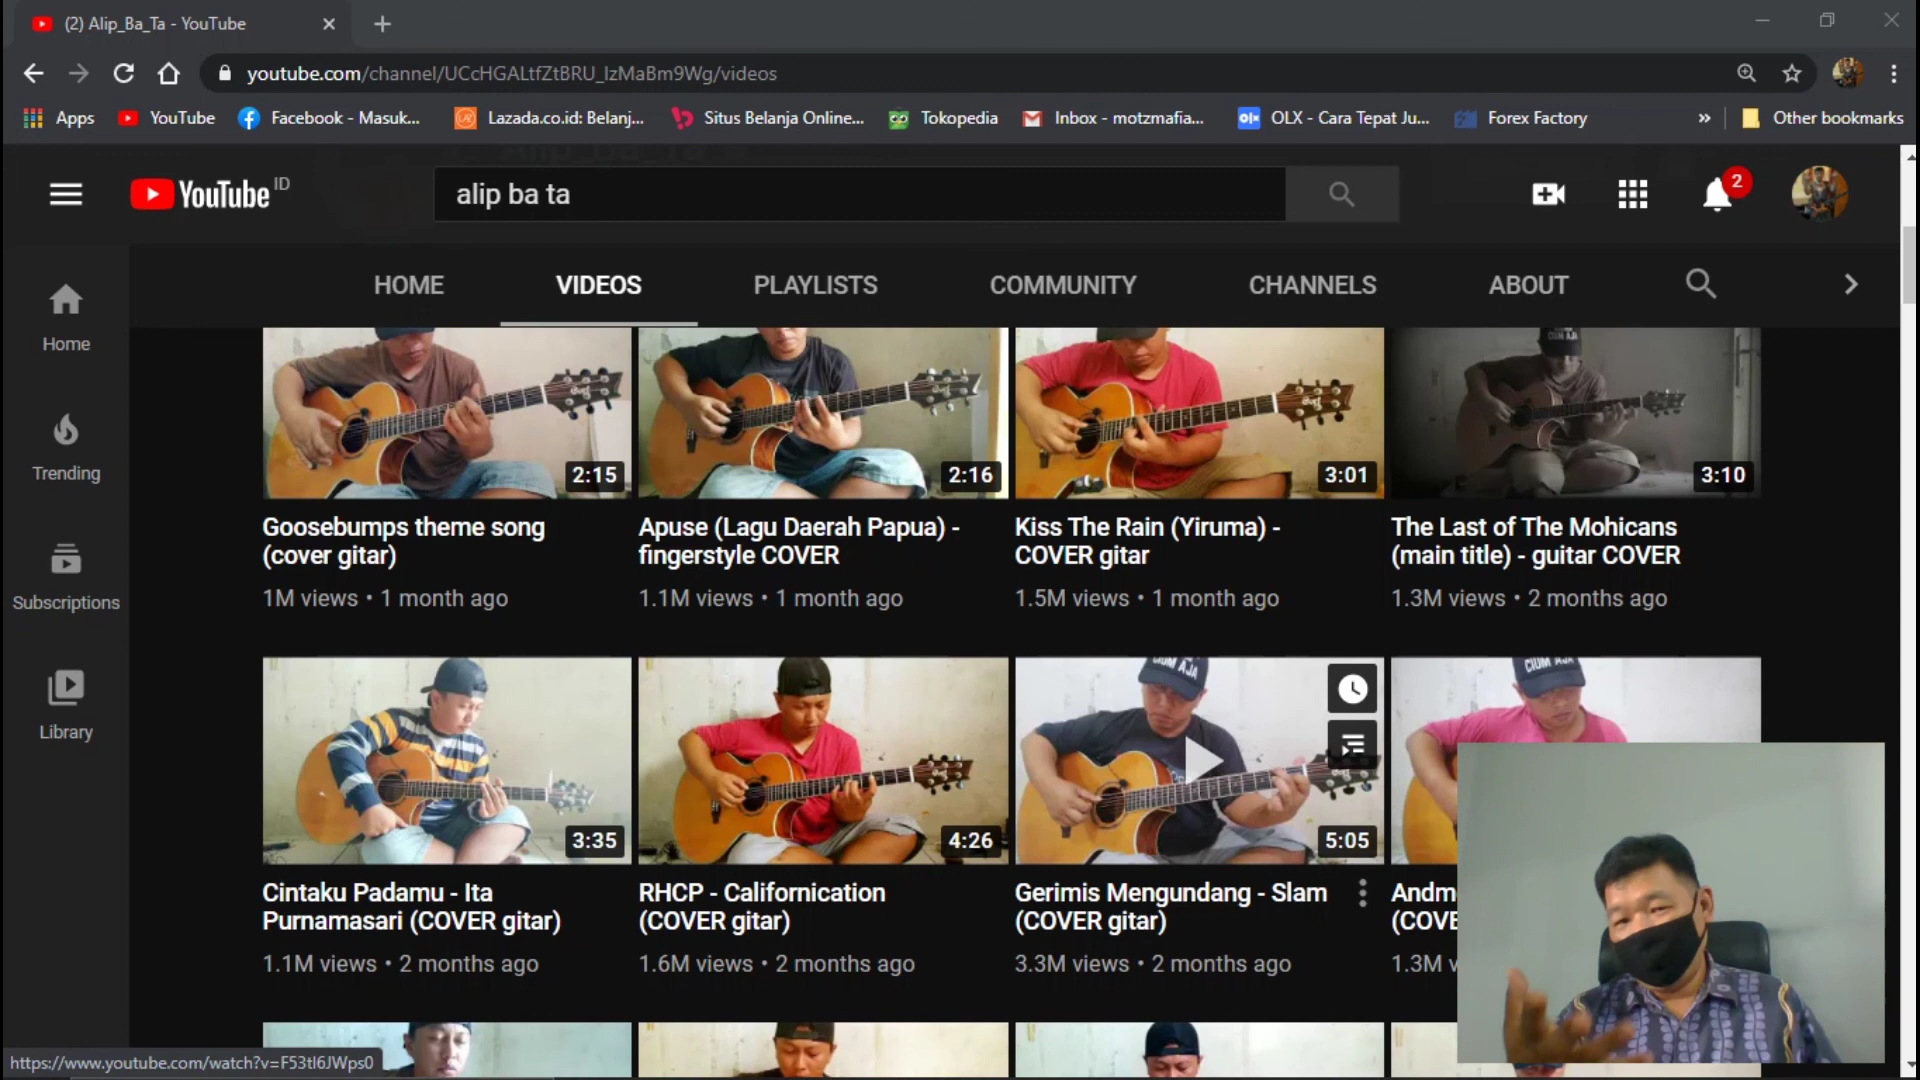 (2) Alip_Ba_Ta - YouTube
youtube.com/channel/UCcHGALtfZtBRU_IzMaBm9Wg/videos
Apps YouTube Facebook - Masuk... Lazada.co.id: Belanj... Situs Belanja Online... Tokopedia Inbox - motzmafia... OLX - Cara Tepat Ju... Forex Factory » Other bookmarks
YouTube ID alip ba ta 2
HOME VIDEOS PLAYLISTS COMMUNITY CHANNELS ABOUT
Home
Trending
Subscriptions
Library
2:15 2:16 3:01 3:10
Goosebumps theme song
(cover gitar)
1M views • 1 month ago
Apuse (Lagu Daerah Papua) -
fingerstyle COVER
1.1M views • 1 month ago
Kiss The Rain (Yiruma) -
COVER gitar
1.5M views • 1 month ago
The Last of The Mohicans
(main title) - guitar COVER
1.3M views • 2 months ago
CIUM AJA
3:35 4:26 5:05
Cintaku Padamu - Ita
Purnamasari (COVER gitar)
1.1M views • 2 months ago
RHCP - Californication
(COVER gitar)
1.6M views • 2 months ago
Gerimis Mengundang - Slam
(COVER gitar)
3.3M views • 2 months ago
Andm
(COVE
1.3M v
https://www.youtube.com/watch?v=F53tI6JWps0